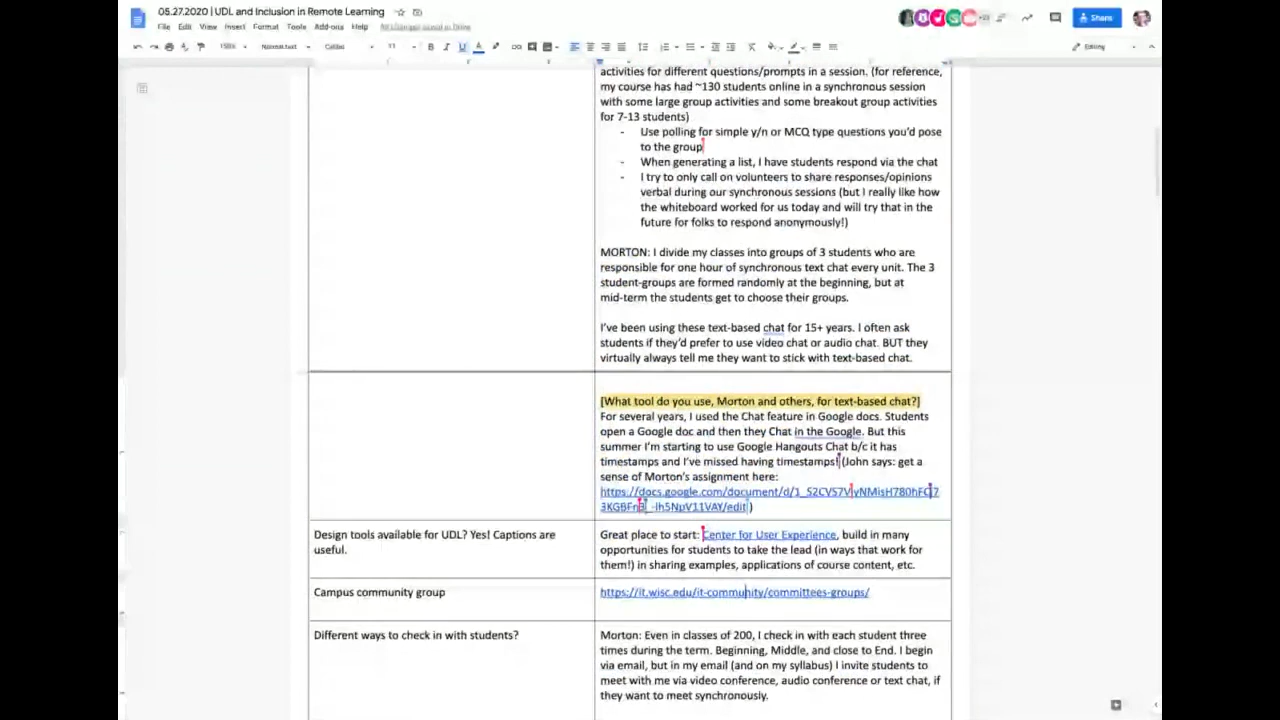 05.27.2020 | UDL and Inclusion in Remote Learning
File Edit View Insert Format Tools Add-ons Help All changes saved in Drive
Share
150% Normal text Calibri 11 Editing
activities for different questions/prompts in a session. (for reference,
my course has had ~130 students online in a synchronous session
with some large group activities and some breakout group activities
for 7-13 students)
- Use polling for simple y/n or MCQ type questions you'd pose
to the group
- When generating a list, I have students respond via the chat
- I try to only call on volunteers to share responses/opinions
verbal during our synchronous sessions (but I really like how
the whiteboard worked for us today and will try that in the
future for folks to respond anonymously!)
MORTON: I divide my classes into groups of 3 students who are
responsible for one hour of synchronous text chat every unit. The 3
student-groups are formed randomly at the beginning, but at
mid-term the students get to choose their groups.
I've been using these text-based chat for 15+ years. I often ask
students if they'd prefer to use video chat or audio chat. BUT they
virtually always tell me they want to stick with text-based chat.
[What tool do you use, Morton and others, for text-based chat?]
For several years, I used the Chat feature in Google docs. Students
open a Google doc and then they Chat in the Google. But this
summer I'm starting to use Google Hangouts Chat b/c it has
timestamps and I've missed having timestamps! (John says: get a
sense of Morton's assignment here:
Design tools available for UDL? Yes! Captions are
useful.
Great place to start: Center for User Experience, build in many
opportunities for students to take the lead (in ways that work for
them!) in sharing examples, applications of course content, etc.
Campus community group
https://it.wisc.edu/it-community/committees-groups/
Different ways to check in with students?
Morton: Even in classes of 200, I check in with each student three
times during the term. Beginning, Middle, and close to End. I begin
via email, but in my email (and on my syllabus) I invite students to
meet with me via video conference, audio conference or text chat, if
they want to meet synchronously.